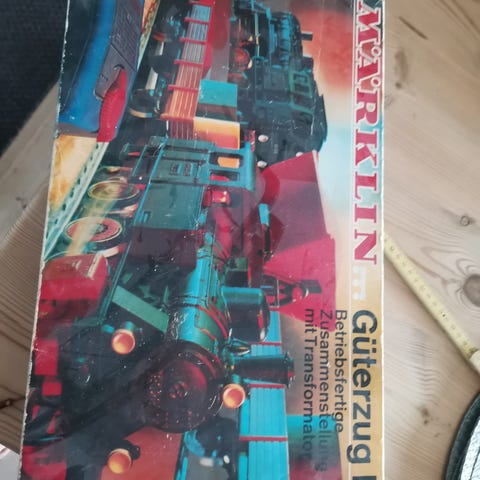 MÄRKLIN m
Güterzug
Betriebsfertige
Zusammenstellung
mit Transformator